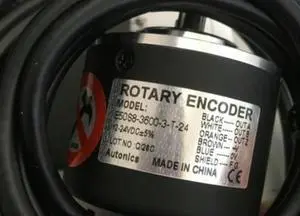 ROTARY ENCODER
MODEL:
E50S8-3600-3-T-24
12-24VDC±5%
LOT NO
Autonics
BLACK--- OUT A
WHITE--- OUT B
ORANGE-- OUT Z
BROWN---
BLUE---
SHIELD---
MADE IN CHINA